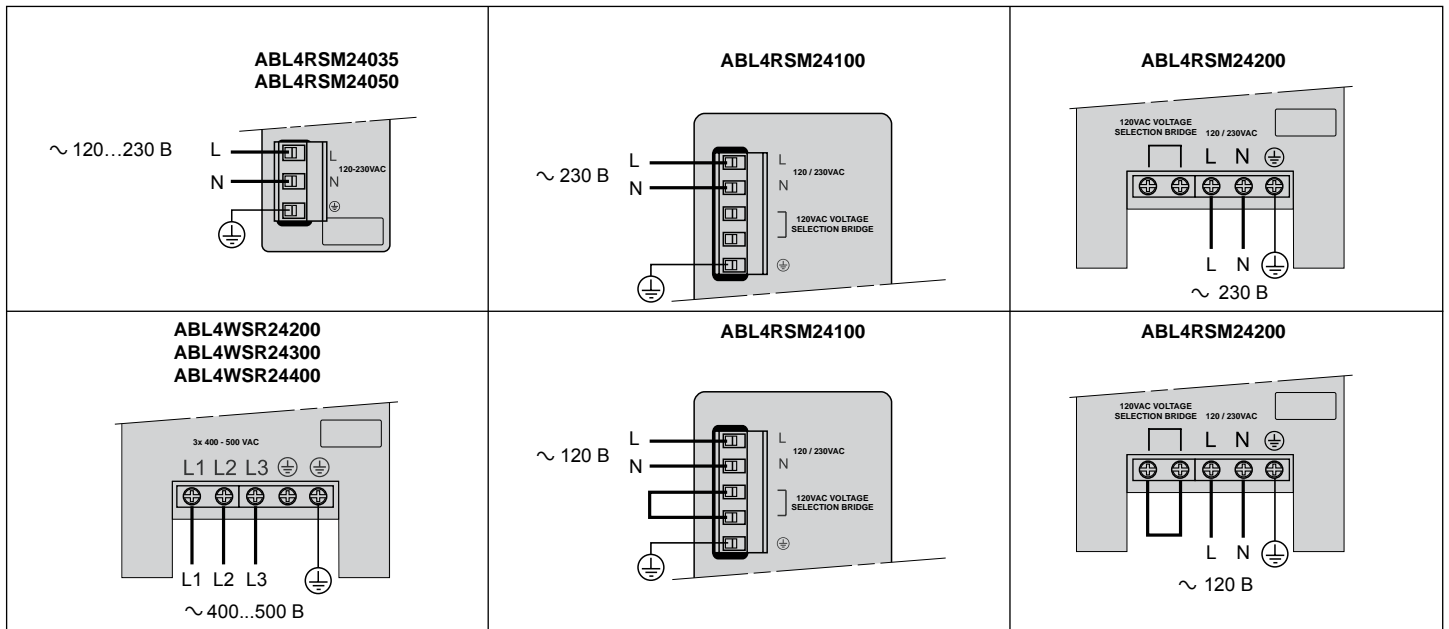 ABL4RSM24035
ABL4RSM24050
∼ 120…230 В
L
N
L
120-230VAC
N
ABL4RSM24100
∼ 230 В
L
N
L
120 / 230VAC
N
120VAC VOLTAGE
SELECTION BRIDGE
ABL4RSM24200
120VAC VOLTAGE
SELECTION BRIDGE 120 / 230VAC
L N
L N
∼ 230 В
ABL4WSR24200
ABL4WSR24300
ABL4WSR24400
3x 400 - 500 VAC
L1 L2 L3
L1 L2 L3
∼ 400...500 В
ABL4RSM24100
∼ 120 В
L
N
L
120 / 230VAC
N
120VAC VOLTAGE
SELECTION BRIDGE
ABL4RSM24200
120VAC VOLTAGE
SELECTION BRIDGE 120 / 230VAC
L N
L N
∼ 120 В